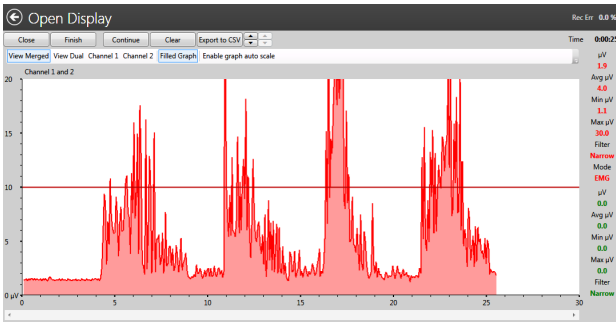 Open Display
Rec Err 0.0 %
Close Finish Continue Clear Export to CSV
Time 0:00:25
View Merged View Dual Channel 1 Channel 2 Filled Graph Enable graph auto scale
Channel 1 and 2
20
15
10
5
0 µV
0 5 10 15 20 25 30
µV
1.9
Avg µV
4.0
Min µV
1.1
Max µV
30.0
Filter
Narrow
Mode
EMG
µV
0.0
Avg µV
0.0
Min µV
0.0
Max µV
0.0
Filter
Narrow